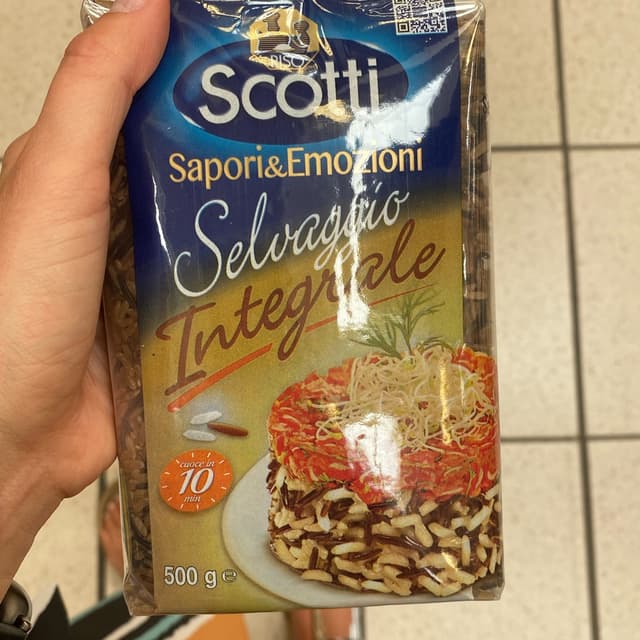 RISO
Scotti
Sapori&Emozioni
Selvaggio
Integrale
cuoce in
10
min
500 g ℮